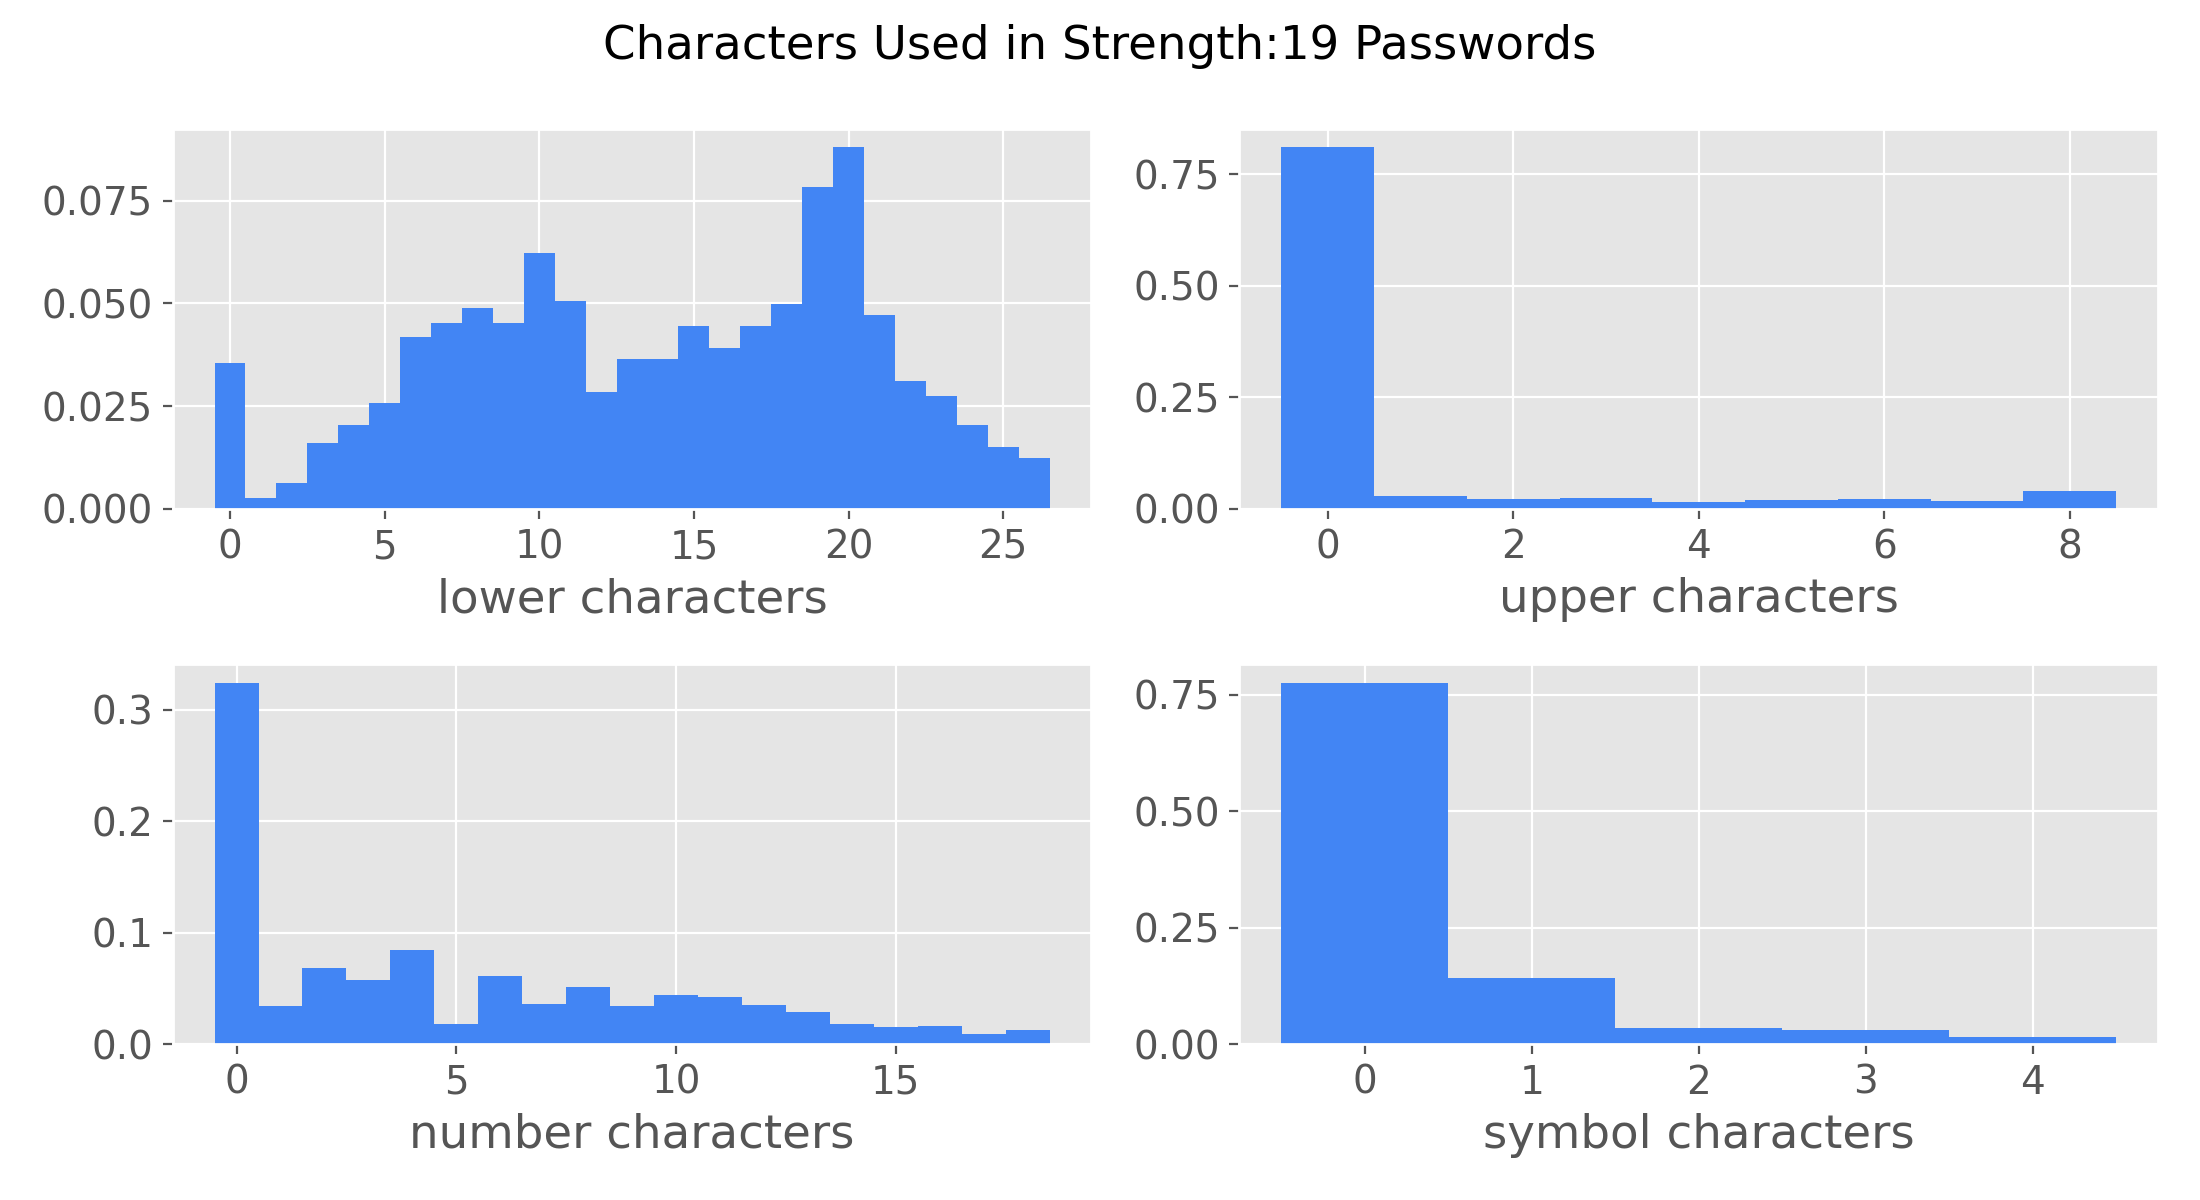 Characters Used in Strength:19 Passwords
0.075
0.050
0.025
0.000
0 5 10 15 20 25
lower characters
0.75
0.50
0.25
0.00
0 2 4 6 8
upper characters
0.3
0.2
0.1
0.0
0 5 10 15
number characters
0.75
0.50
0.25
0.00
0 1 2 3 4
symbol characters